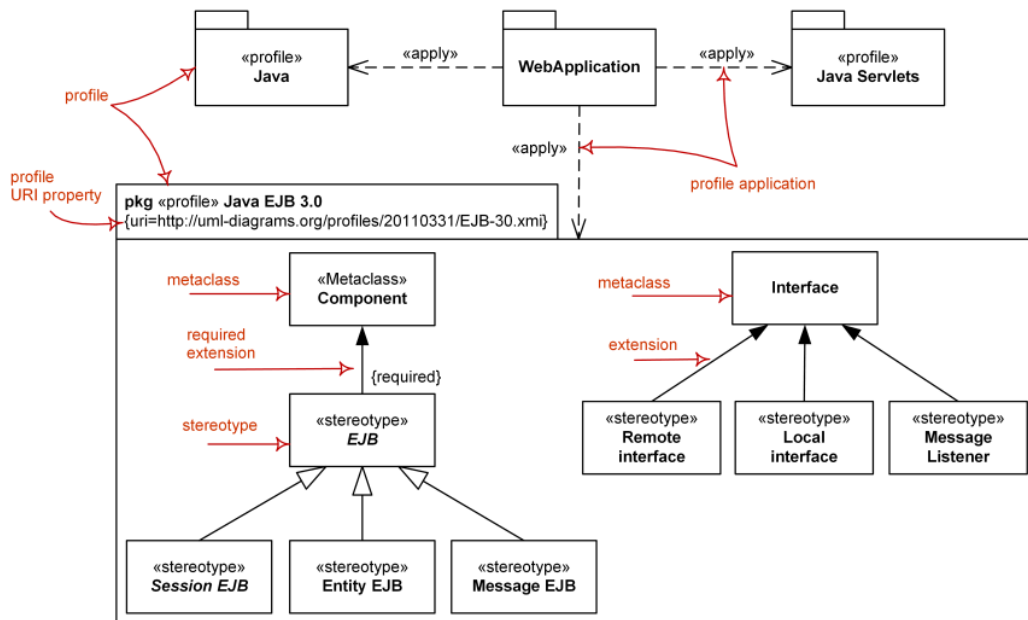 «profile»
Java
«apply»
WebApplication
«apply»
«profile»
Java Servlets
profile
«apply»
profile application
profile
URI property
pkg «profile» Java EJB 3.0
{uri=http://uml-diagrams.org/profiles/20110331/EJB-30.xmi}
metaclass
«Metaclass»
Component
metaclass
Interface
required
extension
{required}
extension
stereotype
«stereotype»
EJB
«stereotype»
Remote
interface
«stereotype»
Local
interface
«stereotype»
Message
Listener
«stereotype»
Session EJB
«stereotype»
Entity EJB
«stereotype»
Message EJB